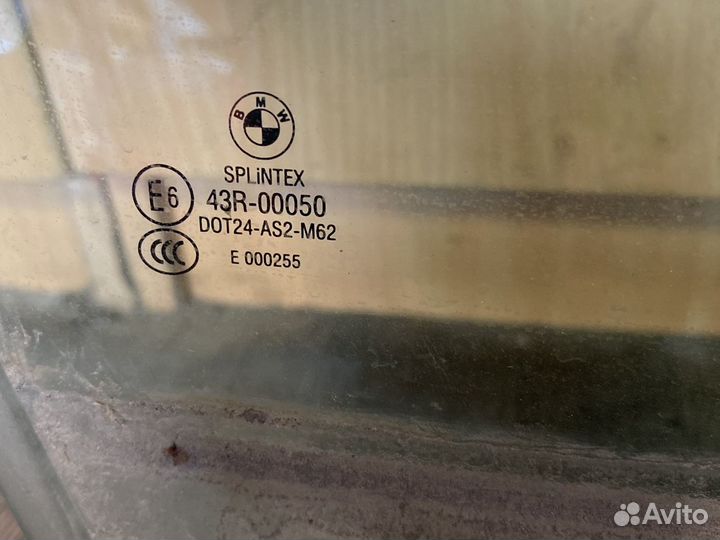 BMW
SPLiNTEX
E6
43R-00050
DOT24-AS2-M62
CCC
E 000255
Avito